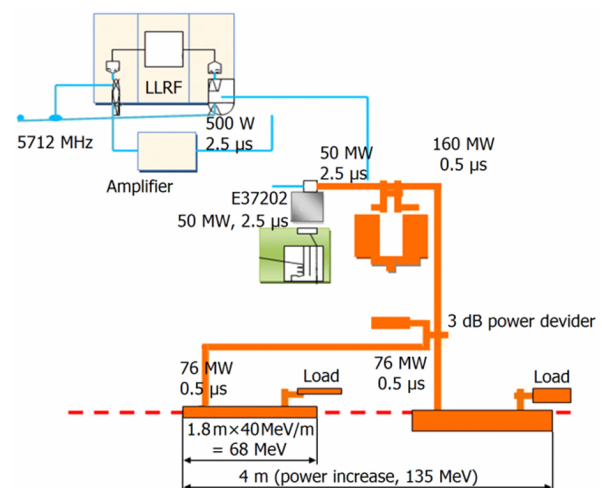 LLRF
5712 MHz
500 W
2.5 µs
Amplifier
50 MW
2.5 µs
160 MW
0.5 µs
E37202
50 MW, 2.5 µs
3 dB power devider
76 MW
0.5 µs
Load
76 MW
0.5 µs
Load
1.8m×40MeV/m
= 68 MeV
4 m (power increase, 135 MeV)